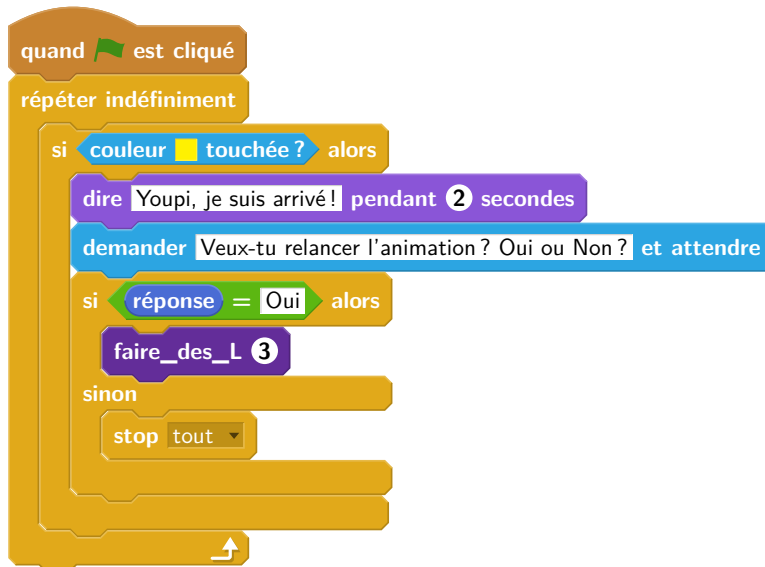 quand est cliqué
répéter indéfiniment
si couleur touchée ? alors
dire Youpi, je suis arrivé ! pendant 2 secondes
demander Veux-tu relancer l'animation ? Oui ou Non ? et attendre
si réponse = Oui alors
faire_des_L 3
sinon
stop tout